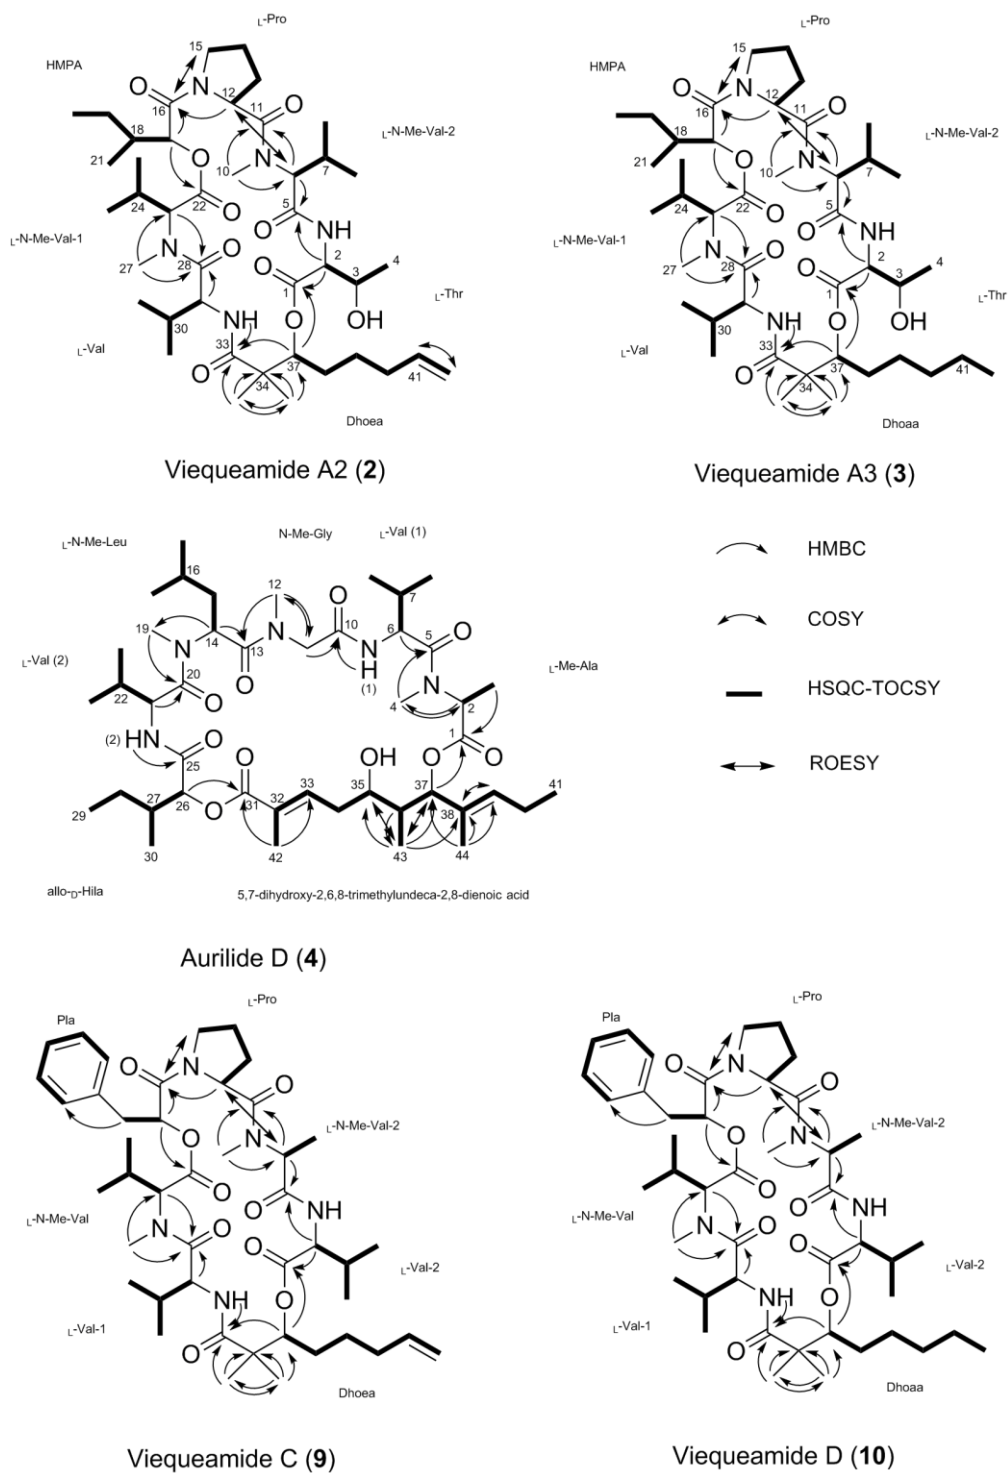 L-Pro
15
HMPA
O
N
12
O
16
11
18
L-N-Me-Val-2
21
O
10
N
7
24
22
O
5
NH
L-N-Me-Val-1
N
O
2
4
27
28
O
O
1
3
L-Thr
30
NH
O
OH
L-Val
33
37
O
34
41
Dhoea
Viequeamide A2 (2)
L-Pro
15
HMPA
O
N
12
O
16
11
18
L-N-Me-Val-2
21
O
10
N
7
24
22
O
5
NH
L-N-Me-Val-1
N
O
2
4
27
28
O
O
1
3
L-Thr
30
NH
O
OH
L-Val
33
37
41
O
34
Dhoaa
Viequeamide A3 (3)
L-N-Me-Leu
N-Me-Gly
L-Val (1)
16
12
O
7
19
14
N
10
6
5
O
N
13
N
H
L-Val (2)
20
O
(1)
4
N
L-Me-Ala
22
O
2
(2)
HN
O
1
25
O
OH
O
O
27
26
33
35
37
41
29
O
31
32
38
30
O
42
43
44
allo-D-Hila
5,7-dihydroxy-2,6,8-trimethylundeca-2,8-dienoic acid
Aurilide D (4)
HMBC
COSY
HSQC-TOCSY
ROESY
L-Pro
Pla
O
N
O
L-N-Me-Val-2
O
N
O
L-N-Me-Val
N
O
O
NH
O
L-Val-2
L-Val-1
NH
O
O
Dhoea
Viequeamide C (9)
L-Pro
Pla
O
N
O
L-N-Me-Val-2
O
N
O
L-N-Me-Val
N
O
O
NH
O
L-Val-2
L-Val-1
NH
O
O
Dhoaa
Viequeamide D (10)